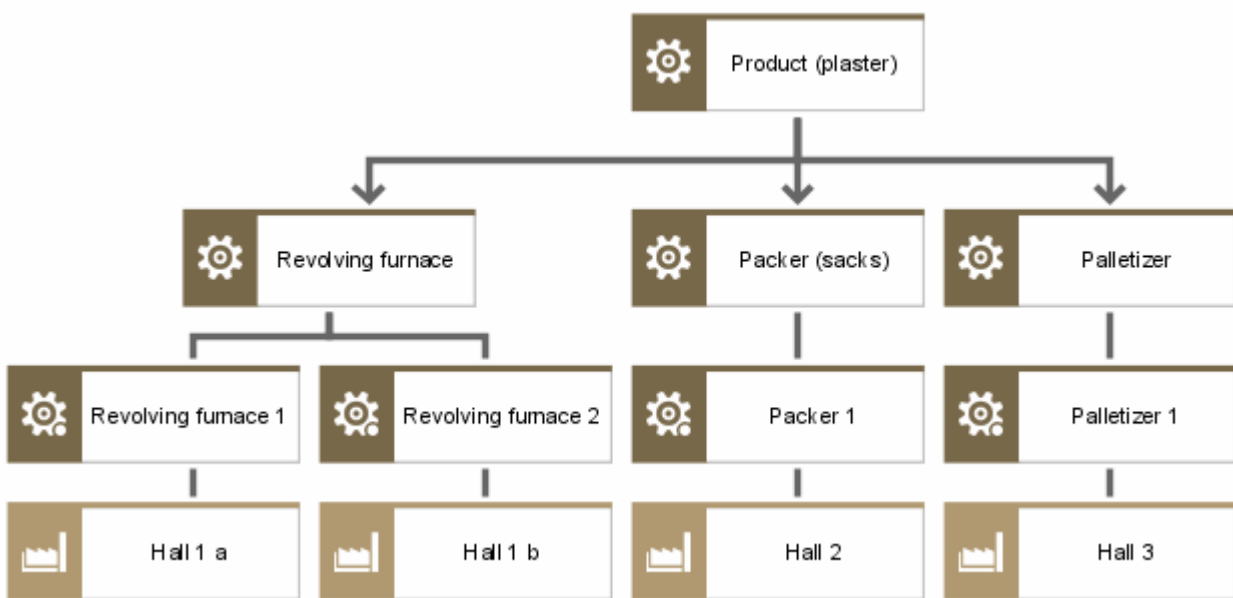 Product (plaster)
Revolving furnace
Packer (sacks)
Palletizer
Revolving furnace 1
Revolving furnace 2
Packer 1
Palletizer 1
Hall 1 a
Hall 1 b
Hall 2
Hall 3